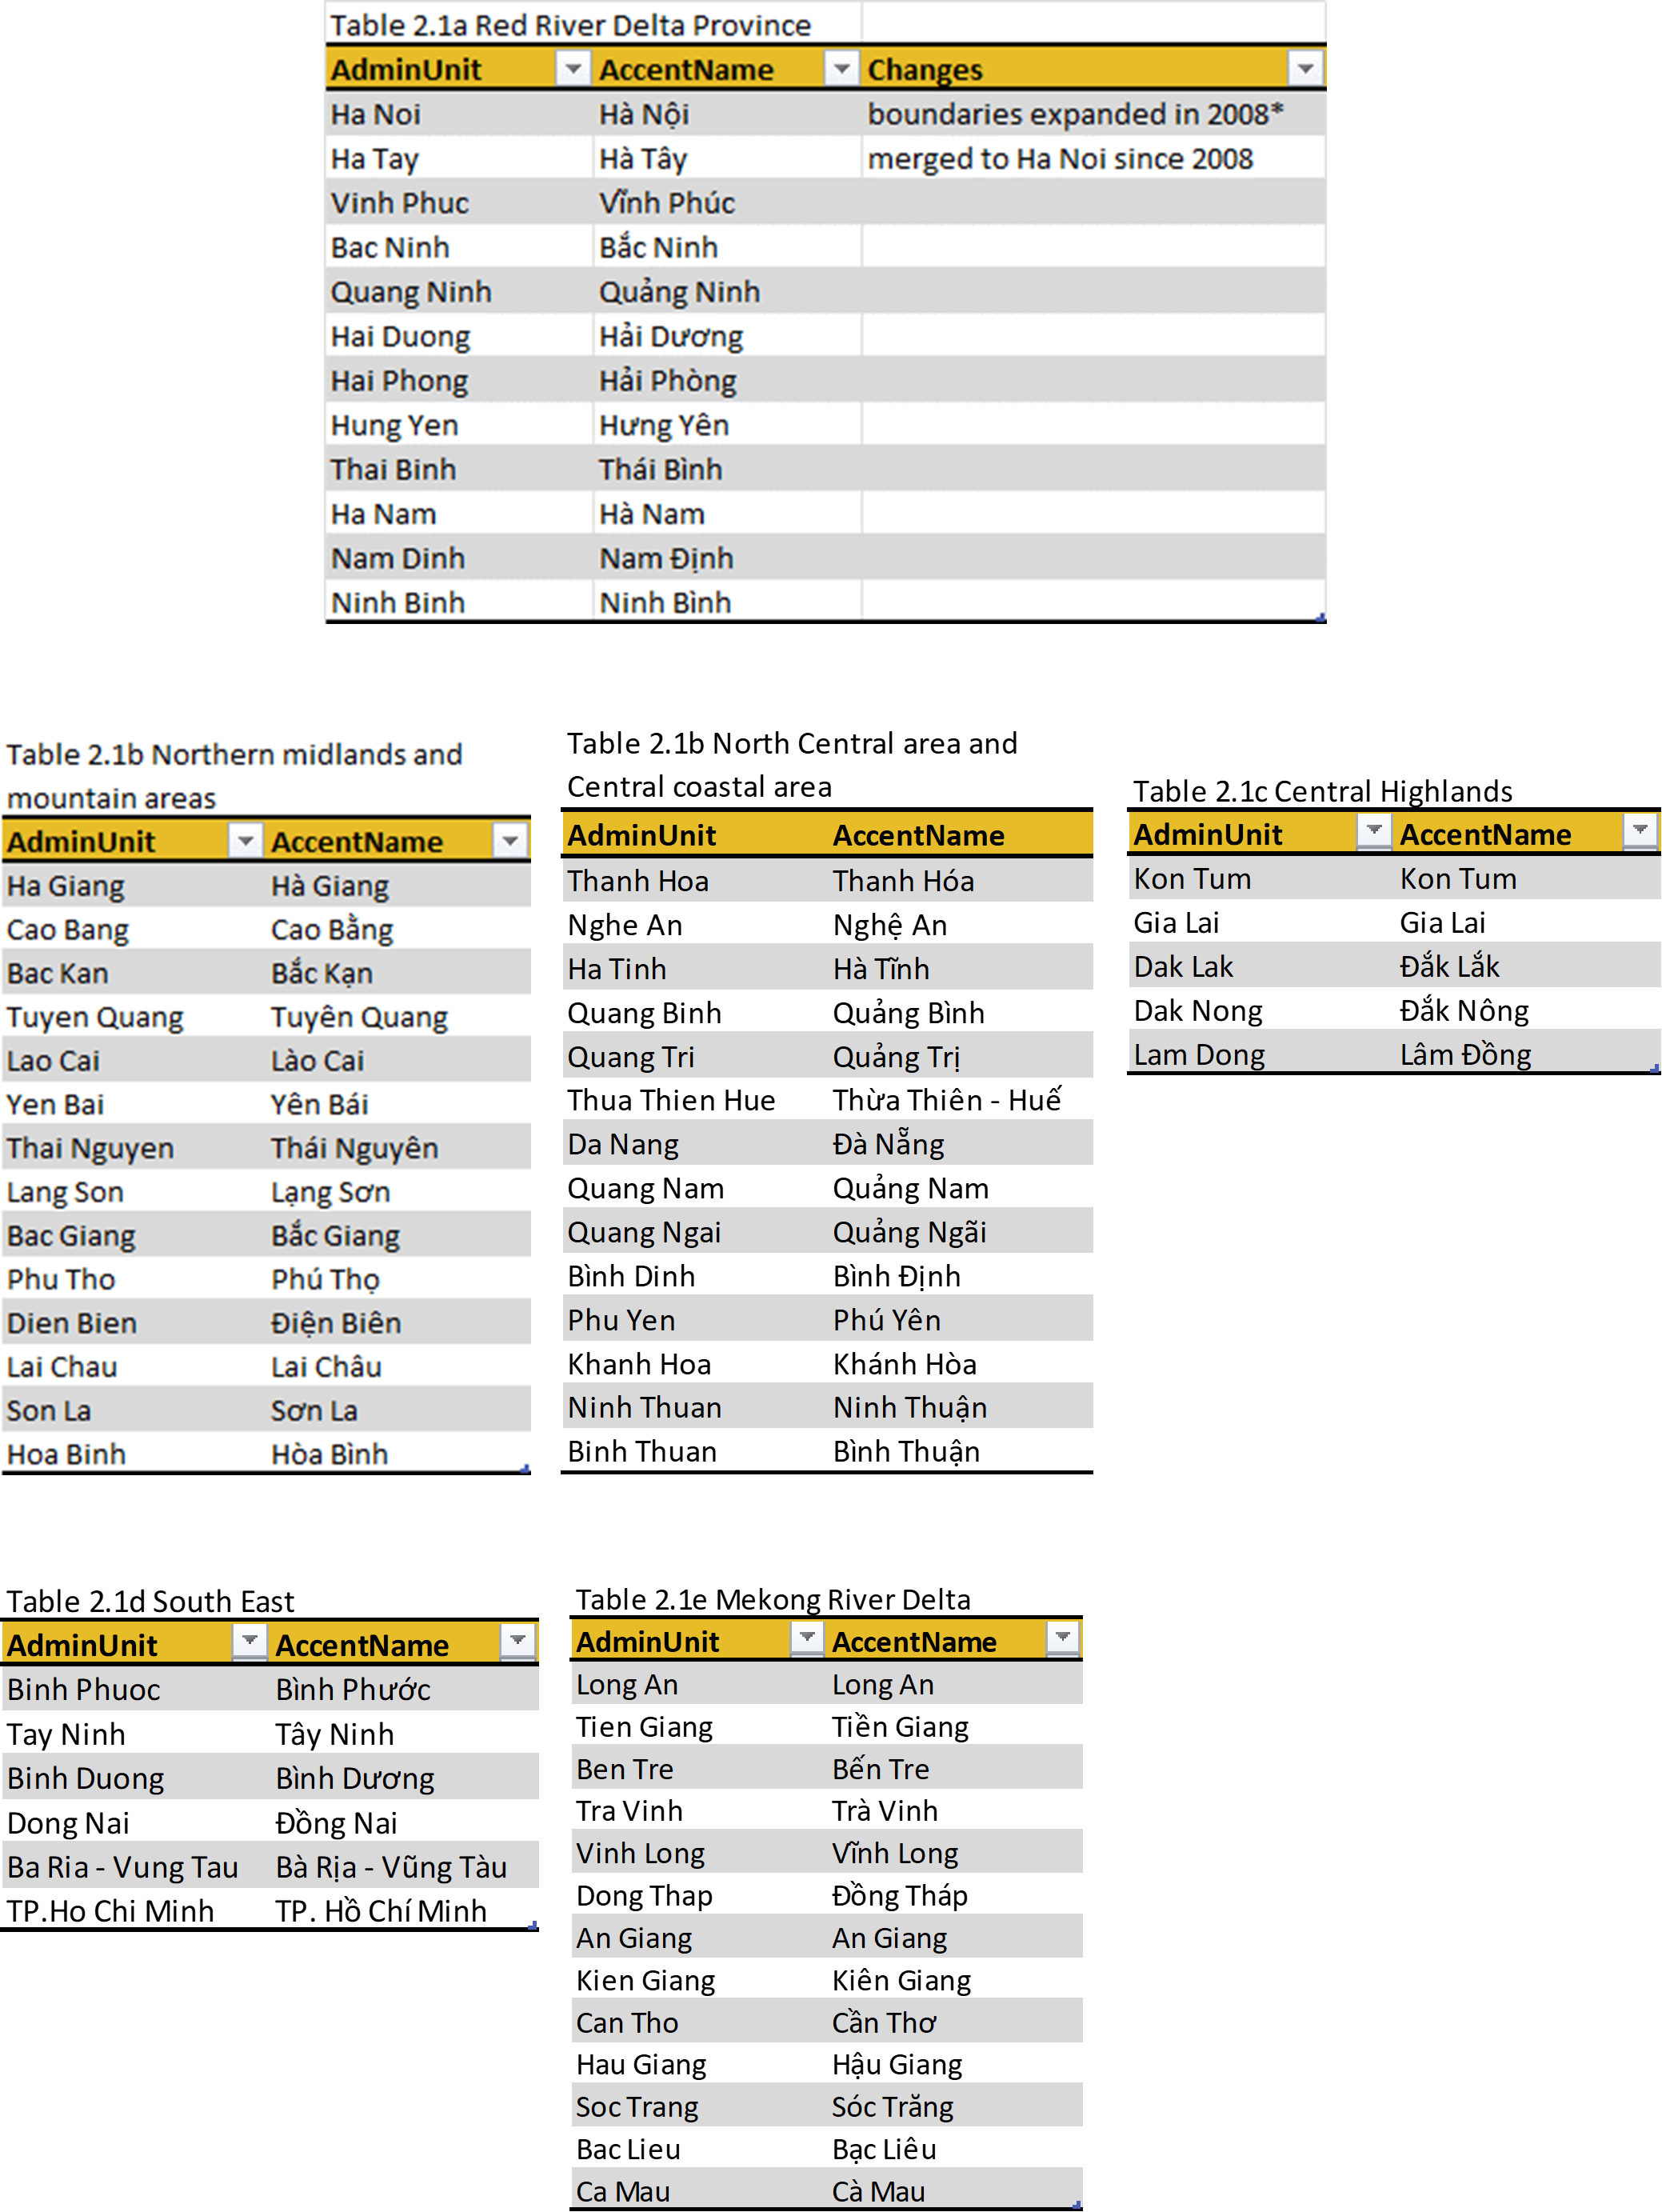 Table 2.1a Red River Delta Province
AdminUnit AccentName Changes
Ha Noi Hà Nội boundaries expanded in 2008*
Ha Tay Hà Tây merged to Ha Noi since 2008
Vinh Phuc Vĩnh Phúc
Bac Ninh Bắc Ninh
Quang Ninh Quảng Ninh
Hai Duong Hải Dương
Hai Phong Hải Phòng
Hung Yen Hưng Yên
Thai Binh Thái Bình
Ha Nam Hà Nam
Nam Dinh Nam Định
Ninh Binh Ninh Bình
Table 2.1b Northern midlands and
mountain areas
AdminUnit AccentName
Ha Giang Hà Giang
Cao Bang Cao Bằng
Bac Kan Bắc Kạn
Tuyen Quang Tuyên Quang
Lao Cai Lào Cai
Yen Bai Yên Bái
Thai Nguyen Thái Nguyên
Lang Son Lạng Sơn
Bac Giang Bắc Giang
Phu Tho Phú Thọ
Dien Bien Điện Biên
Lai Chau Lai Châu
Son La Sơn La
Hoa Binh Hòa Bình
Table 2.1b North Central area and
Central coastal area
AdminUnit AccentName
Thanh Hoa Thanh Hóa
Nghe An Nghệ An
Ha Tinh Hà Tĩnh
Quang Binh Quảng Bình
Quang Tri Quảng Trị
Thua Thien Hue Thừa Thiên - Huế
Da Nang Đà Nẵng
Quang Nam Quảng Nam
Quang Ngai Quảng Ngãi
Bình Dinh Bình Định
Phu Yen Phú Yên
Khanh Hoa Khánh Hòa
Ninh Thuan Ninh Thuận
Binh Thuan Bình Thuận
Table 2.1c Central Highlands
AdminUnit AccentName
Kon Tum Kon Tum
Gia Lai Gia Lai
Dak Lak Đắk Lắk
Dak Nong Đắk Nông
Lam Dong Lâm Đồng
Table 2.1d South East
AdminUnit AccentName
Binh Phuoc Bình Phước
Tay Ninh Tây Ninh
Binh Duong Bình Dương
Dong Nai Đồng Nai
Ba Ria - Vung Tau Bà Rịa - Vũng Tàu
TP.Ho Chi Minh TP. Hồ Chí Minh
Table 2.1e Mekong River Delta
AdminUnit AccentName
Long An Long An
Tien Giang Tiền Giang
Ben Tre Bến Tre
Tra Vinh Trà Vinh
Vinh Long Vĩnh Long
Dong Thap Đồng Tháp
An Giang An Giang
Kien Giang Kiên Giang
Can Tho Cần Thơ
Hau Giang Hậu Giang
Soc Trang Sóc Trăng
Bac Lieu Bạc Liêu
Ca Mau Cà Mau